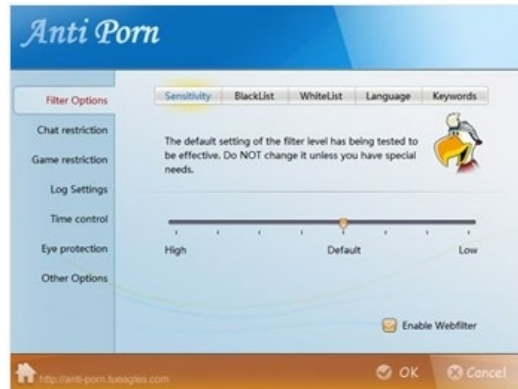 Anti Porn
Filter Options
Chat restriction
Game restriction
Log Settings
Time control
Eye protection
Other Options
Sensitivity BlackList WhiteList Language Keywords
The default setting of the filter level has being tested to
be effective. Do NOT change it unless you have special
needs.
High Default Low
Enable Webfilter
http://anti-porn.tueagles.com
OK Cancel